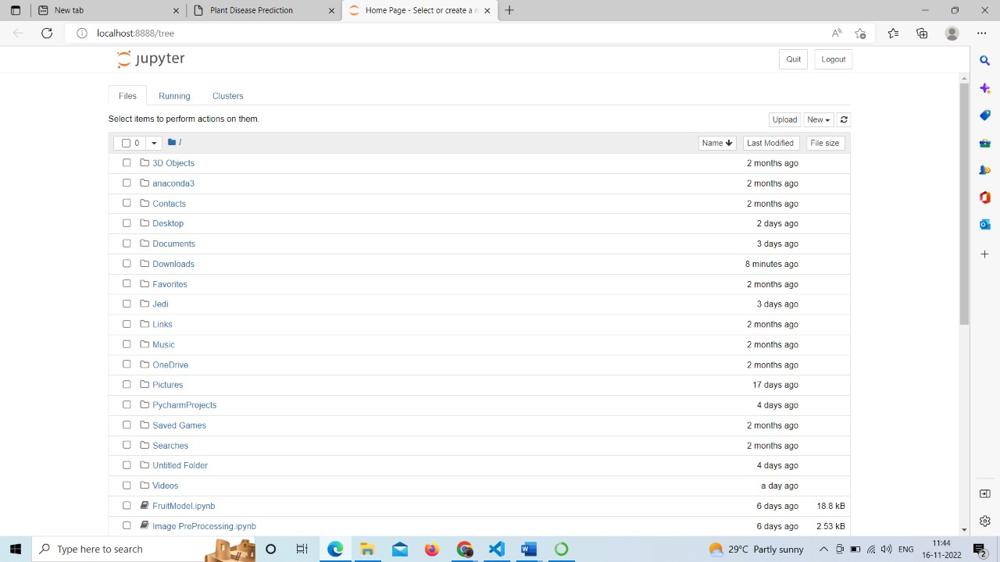 New tab
Plant Disease Prediction
Home Page - Select or create a n
localhost:8888/tree
jupyter
Quit
Logout
Files
Running
Clusters
Select items to perform actions on them.
Upload
New
0
/
Name
Last Modified
File size
3D Objects 2 months ago
anaconda3 2 months ago
Contacts 2 months ago
Desktop 2 days ago
Documents 3 days ago
Downloads 8 minutes ago
Favorites 2 months ago
Jedi 3 days ago
Links 2 months ago
Music 2 months ago
OneDrive 2 months ago
Pictures 17 days ago
PycharmProjects 4 days ago
Saved Games 2 months ago
Searches 2 months ago
Untitled Folder 4 days ago
Videos a day ago
FruitModel.ipynb 6 days ago 18.8 kB
Image PreProcessing.ipynb 6 days ago 2.53 kB
Type here to search
29°C Partly sunny
ENG
11:44
16-11-2022
2